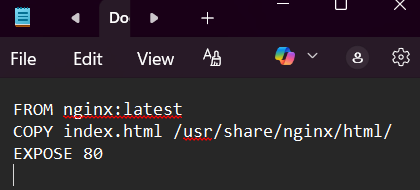 Doc
File Edit View
FROM nginx:latest
COPY index.html /usr/share/nginx/html/
EXPOSE 80